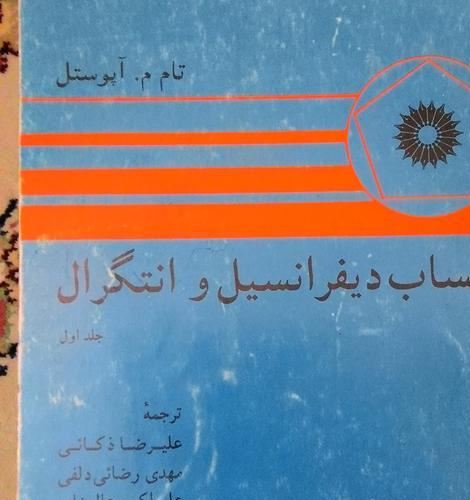 تام م. آپوستل
ساب دیفرانسیل و انتگرال
جلد اول
ترجمهٔ
علیرضا ذکائی
مهدی رضائی دلفی